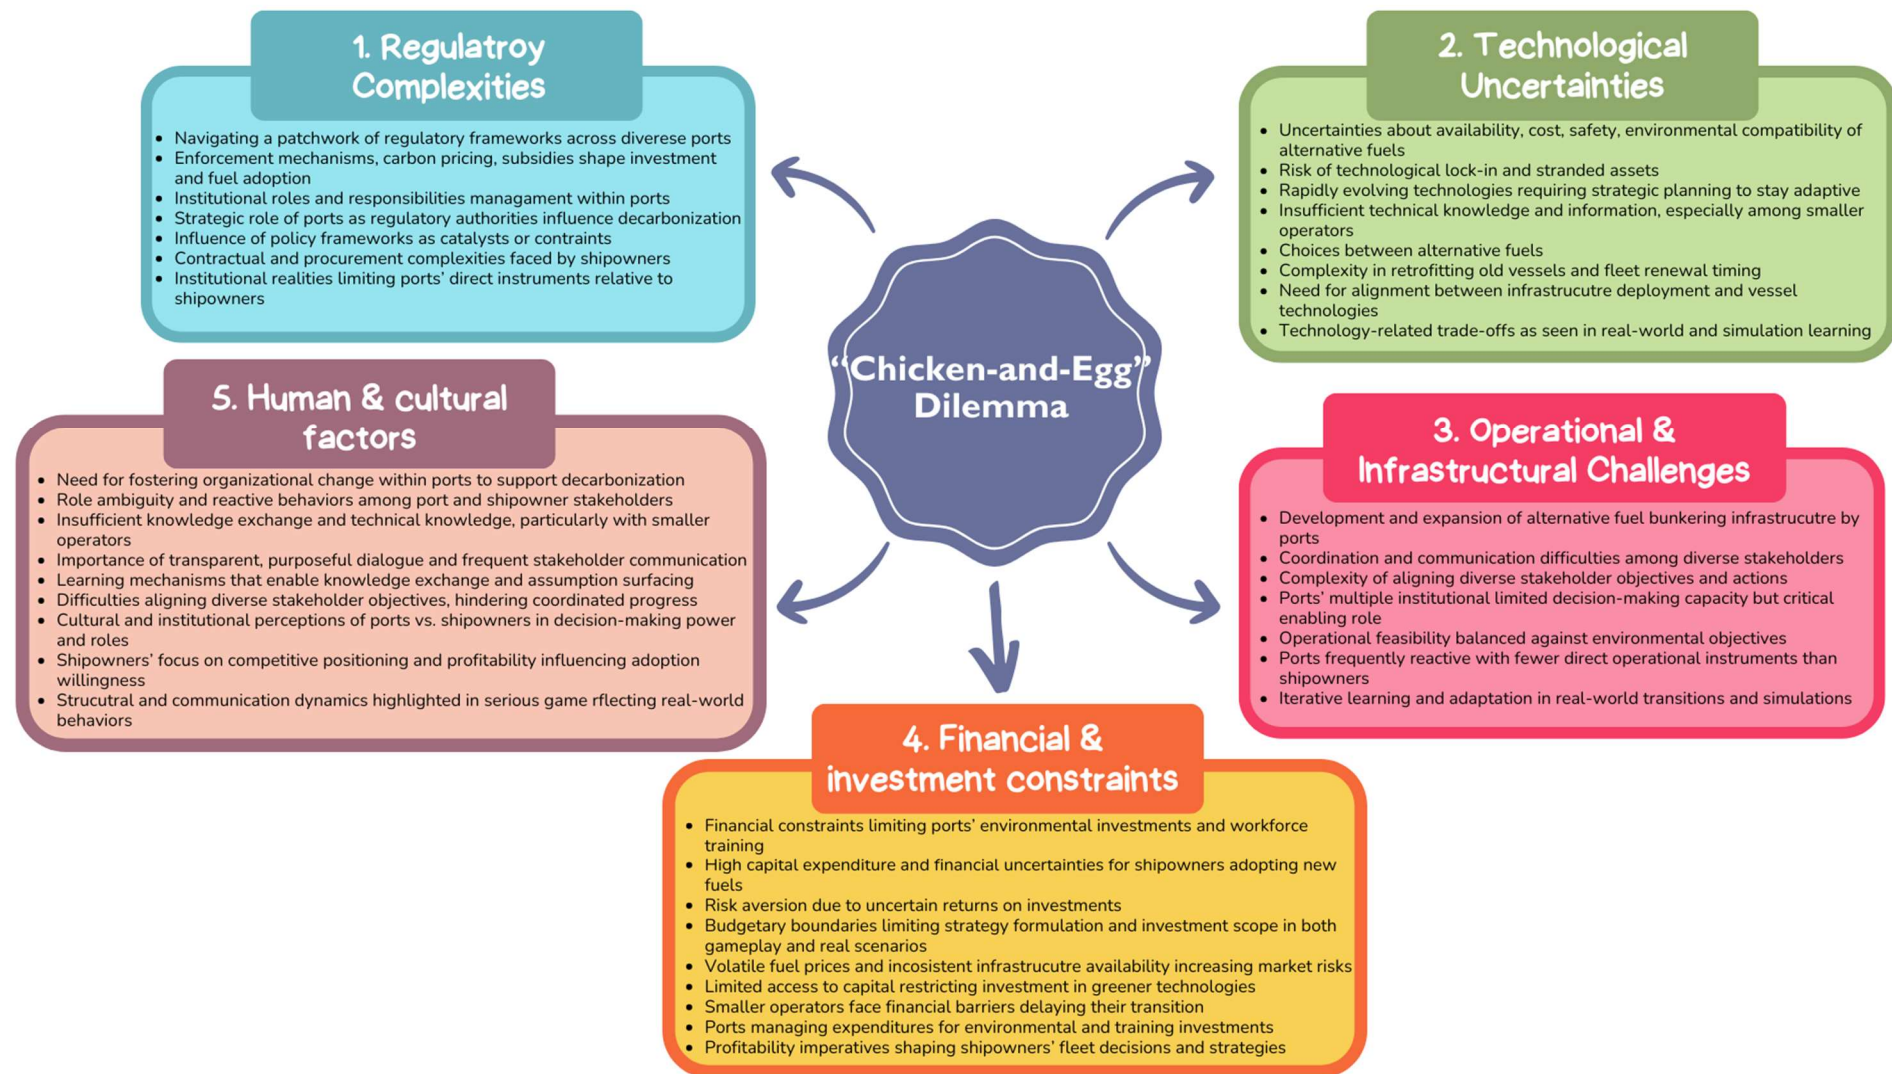 1. Regulatroy
Complexities
• Navigating a patchwork of regulatory frameworks across diverese ports
• Enforcement mechanisms, carbon pricing, subsidies shape investment
and fuel adoption
• Institutional roles and responsibilities managament within ports
• Strategic role of ports as regulatory authorities influence decarbonization
• Influence of policy frameworks as catalysts or contraints
• Contractual and procurement complexities faced by shipowners
• Institutional realities limiting ports' direct instruments relative to
shipowners
2. Technological
Uncertainties
• Uncertainties about availability, cost, safety, environmental compatibility of
alternative fuels
• Risk of technological lock-in and stranded assets
• Rapidly evolving technologies requiring strategic planning to stay adaptive
• Insufficient technical knowledge and information, especially among smaller
operators
• Choices between alternative fuels
• Complexity in retrofitting old vessels and fleet renewal timing
• Need for alignment between infrastrucutre deployment and vessel
technologies
• Technology-related trade-offs as seen in real-world and simulation learning
"Chicken-and-Egg"
Dilemma
3. Operational &
Infrastructural Challenges
• Development and expansion of alternative fuel bunkering infrastrucutre by
ports
• Coordination and communication difficulties among diverse stakeholders
• Complexity of aligning diverse stakeholder objectives and actions
• Ports' multiple institutional limited decision-making capacity but critical
enabling role
• Operational feasibility balanced against environmental objectives
• Ports frequently reactive with fewer direct operational instruments than
shipowners
• Iterative learning and adaptation in real-world transitions and simulations
4. Financial &
investment constraints
• Financial constraints limiting ports' environmental investments and workforce
training
• High capital expenditure and financial uncertainties for shipowners adopting new
fuels
• Risk aversion due to uncertain returns on investments
• Budgetary boundaries limiting strategy formulation and investment scope in both
gameplay and real scenarios
• Volatile fuel prices and incosistent infrastrucutre availability increasing market risks
• Limited access to capital restricting investment in greener technologies
• Smaller operators face financial barriers delaying their transition
• Ports managing expenditures for environmental and training investments
• Profitability imperatives shaping shipowners' fleet decisions and strategies
5. Human & cultural
factors
• Need for fostering organizational change within ports to support decarbonization
• Role ambiguity and reactive behaviors among port and shipowner stakeholders
• Insufficient knowledge exchange and technical knowledge, particularly with smaller
operators
• Importance of transparent, purposeful dialogue and frequent stakeholder communication
• Learning mechanisms that enable knowledge exchange and assumption surfacing
• Difficulties aligning diverse stakeholder objectives, hindering coordinated progress
• Cultural and institutional perceptions of ports vs. shipowners in decision-making power
and roles
• Shipowners' focus on competitive positioning and profitability influencing adoption
willingness
• Strucutral and communication dynamics highlighted in serious game rflecting real-world
behaviors